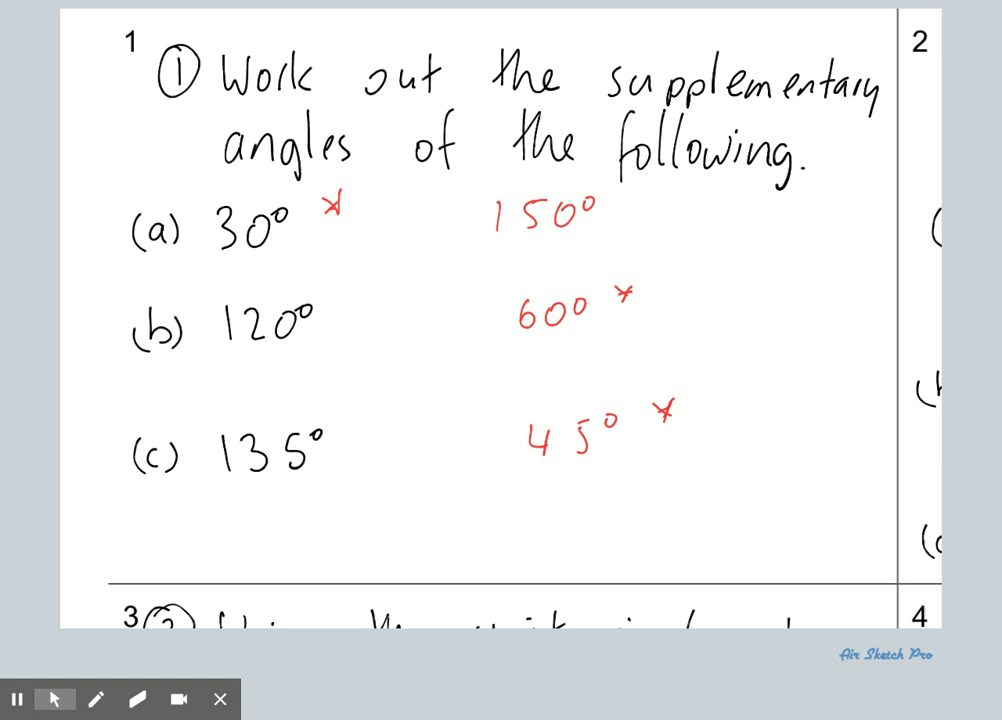 1
2
① Work out the supplementary
angles of the following.
(a) 30° * 150°
(b) 120° 60° *
(c) 135° 45° *
3
4
Air Sketch Pro